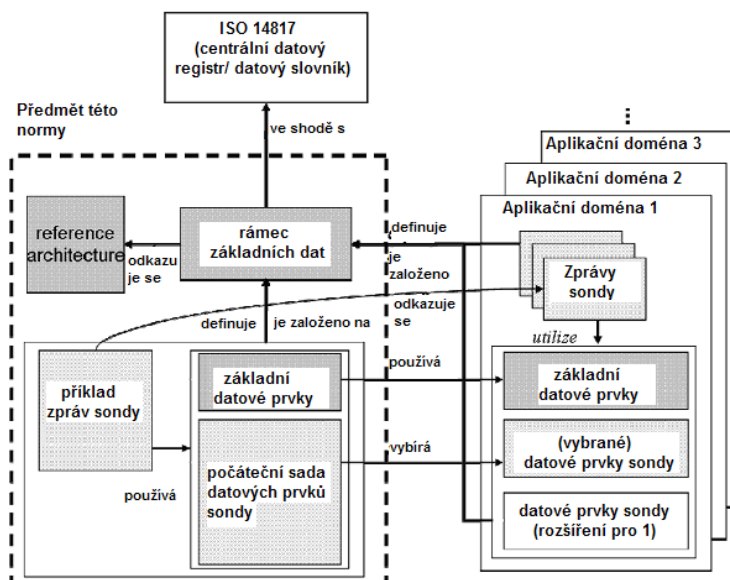 ISO 14817
(centrální datový
registr/ datový slovník)
Předmět této
normy
ve shodě s
⋮
Aplikační doména 3
Aplikační doména 2
Aplikační doména 1
reference
architecture
odkazu
je se
rámec
základních dat
definuje
je
založeno
Zprávy
sondy
odkazuje
se
definuje
je založeno na
utilize
příklad
zpráv sondy
základní
datové prvky
používá
základní
datové prvky
používá
počáteční sada
datových prvků
sondy
vybírá
(vybrané)
datové prvky sondy
datové prvky sondy
(rozšíření pro 1)